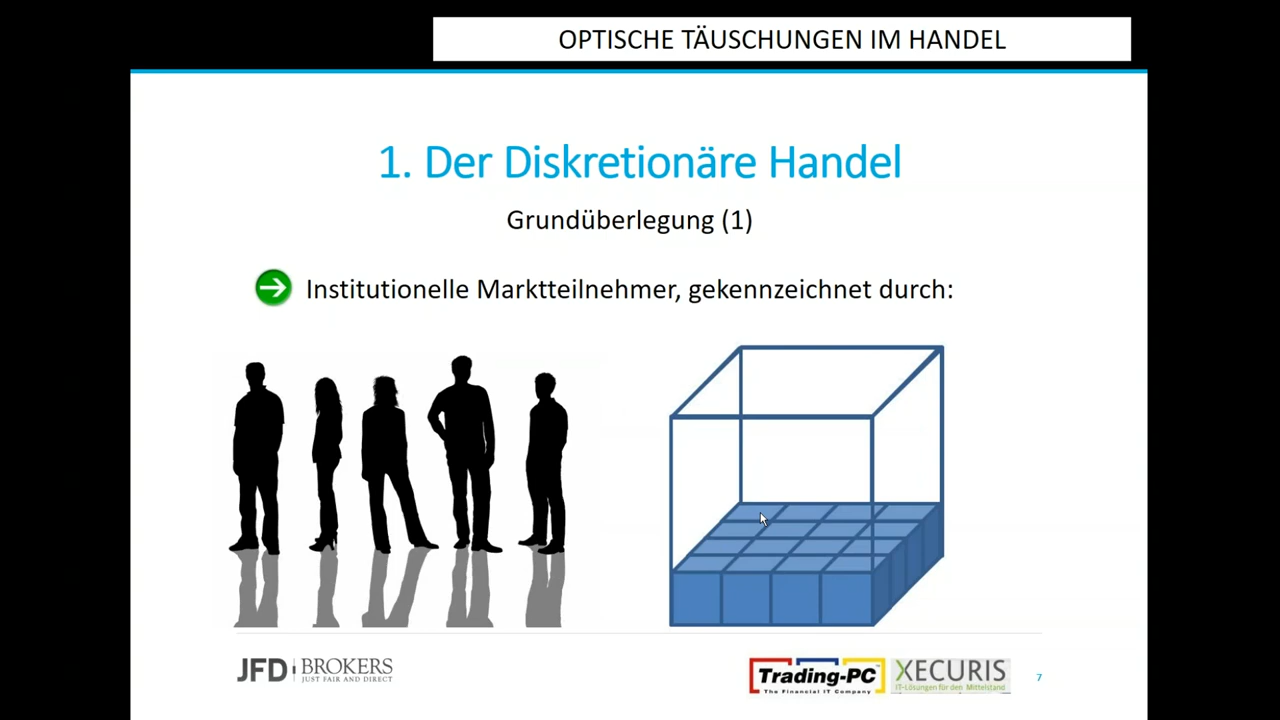 OPTISCHE TÄUSCHUNGEN IM HANDEL
1. Der Diskretionäre Handel
Grundüberlegung (1)
Institutionelle Marktteilnehmer, gekennzeichnet durch:
JFD BROKERS
JUST FAIR AND DIRECT
Trading-PC
The Financial IT Company
XECURIS
IT-Lösungen für den Mittelstand
7